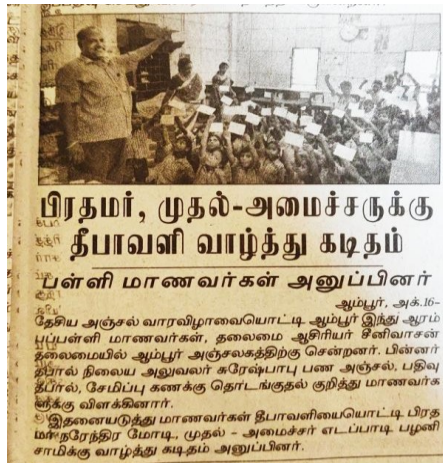 பிரதமர், முதல்-அமைச்சருக்கு
தீபாவளி வாழ்த்து கடிதம்
பள்ளி மாணவர்கள் அனுப்பினர்
ஆம்பூர், அக்.16-
தேசிய அஞ்சல் வாரவிழாவையொட்டி ஆம்பூர் இந்து ஆரம்
பப்பள்ளி மாணவர்கள், தலைமை ஆசிரியர் சீனிவாசன்
தலைமையில் ஆம்பூர் அஞ்சலகத்திற்கு சென்றனர். பின்னர்
தபால் நிலைய அலுவலர் சுரேஷ்பாபு பண அஞ்சல், பதிவு
தபால், சேமிப்பு கணக்கு தொடங்குதல் குறித்து மாணவர்க
ளுக்கு விளக்கினார்.
இதனையடுத்து மாணவர்கள் தீபாவளியையொட்டி பிரத
மர் நரேந்திர மோடி, முதல் - அமைச்சர் எடப்பாடி பழனி
சாமிக்கு வாழ்த்து கடிதம் அனுப்பினர்.